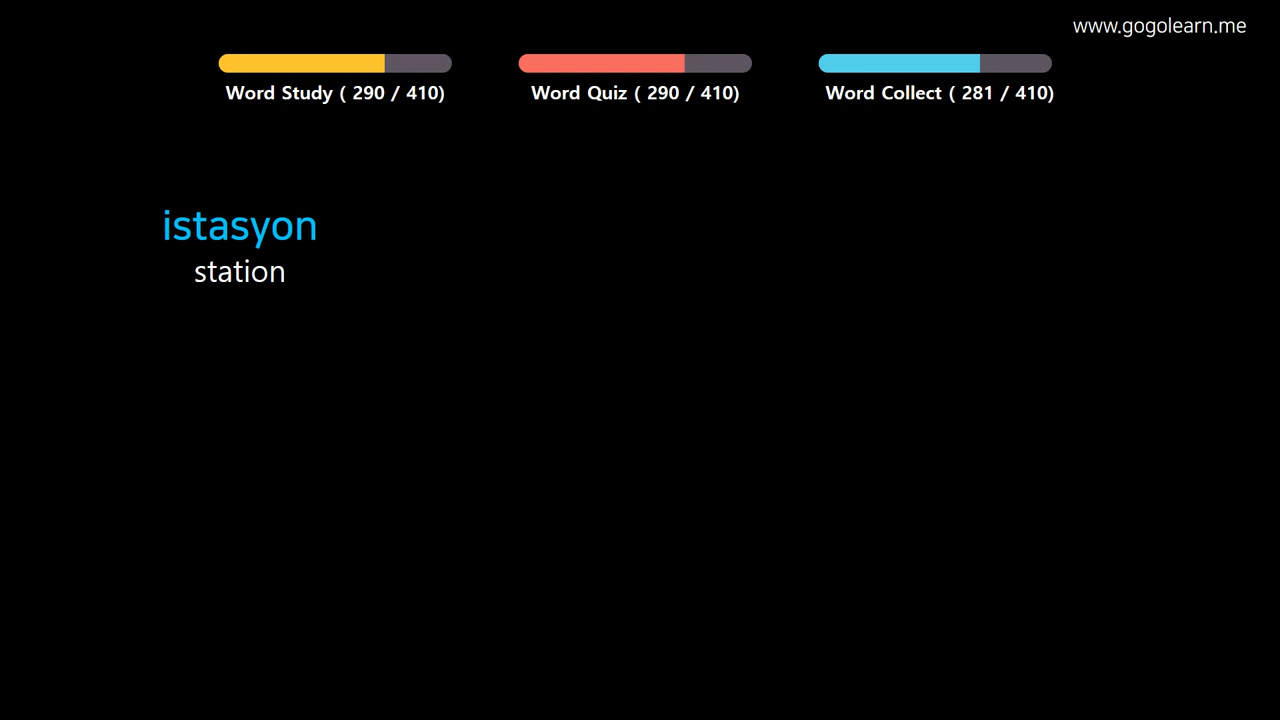 www.gogolearn.me
Word Study ( 290 / 410)
Word Quiz ( 290 / 410)
Word Collect ( 281 / 410)
istasyon
station